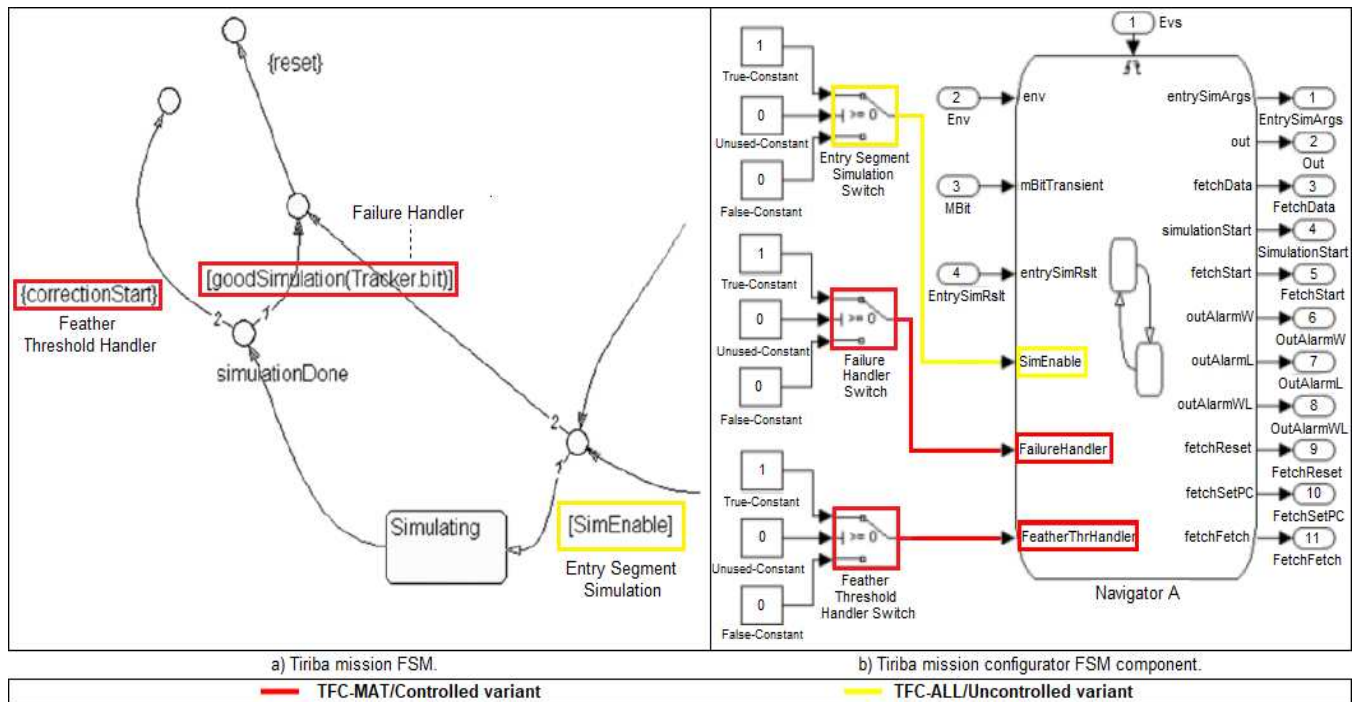 {reset}
Failure Handler
[goodSimulation(Tracker.bit)]
{correctionStart}
Feather
Threshold Handler
2
1
simulationDone
2
1
Simulating
[SimEnable]
Entry Segment
Simulation
a) Tiriba mission FSM.
1
Evs
1
True-Constant
0
Unused-Constant
0
False-Constant
>= 0
Entry Segment
Simulation
Switch
1
True-Constant
0
Unused-Constant
0
False-Constant
>= 0
Failure
Handler
Switch
1
True-Constant
0
Unused-Constant
0
False-Constant
>= 0
Feather
Threshold
Handler Switch
2
Env
3
MBit
4
EntrySimRslt
env
mBitTransient
entrySimRslt
SimEnable
FailureHandler
FeatherThrHandler
entrySimArgs
out
fetchData
simulationStart
fetchStart
outAlarmW
outAlarmL
outAlarmWL
fetchReset
fetchSetPC
fetchFetch
1
EntrySimArgs
2
Out
3
FetchData
4
SimulationStart
5
FetchStart
6
OutAlarmW
7
OutAlarmL
8
OutAlarmWL
9
FetchReset
10
FetchSetPC
11
FetchFetch
Navigator A
b) Tiriba mission configurator FSM component.
TFC-MAT/Controlled variant
TFC-ALL/Uncontrolled variant